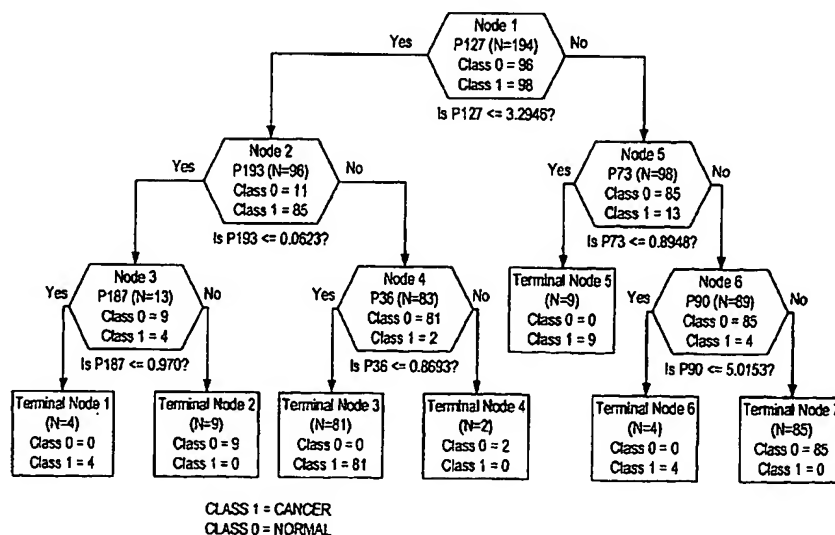 Node 1
Yes
P127 (N=194)
No
Class 0 = 96
Class 1 = 98
Is P127 <= 3.2946?
Node 2
Yes
P193 (N=96)
No
Class 0 = 11
Class 1 = 85
Is P193 <= 0.0623?
Node 5
Yes
P73 (N=98)
No
Class 0 = 85
Class 1 = 13
Is P73 <= 0.8948?
Node 3
Yes
P187 (N=13)
No
Class 0 = 9
Class 1 = 4
Is P187 <= 0.970?
Node 4
Yes
P36 (N=83)
No
Class 0 = 81
Class 1 = 2
Is P36 <= 0.8693?
Terminal Node 5
(N=9)
Class 0 = 0
Class 1 = 9
Node 6
Yes
P90 (N=89)
No
Class 0 = 85
Class 1 = 4
Is P90 <= 5.0153?
Terminal Node 1
(N=4)
Class 0 = 0
Class 1 = 4
Terminal Node 2
(N=9)
Class 0 = 9
Class 1 = 0
Terminal Node 3
(N=81)
Class 0 = 0
Class 1 = 81
Terminal Node 4
(N=2)
Class 0 = 2
Class 1 = 0
Terminal Node 6
(N=4)
Class 0 = 0
Class 1 = 4
Terminal Node 7
(N=85)
Class 0 = 85
Class 1 = 0
CLASS 1 = CANCER
CLASS 0 = NORMAL